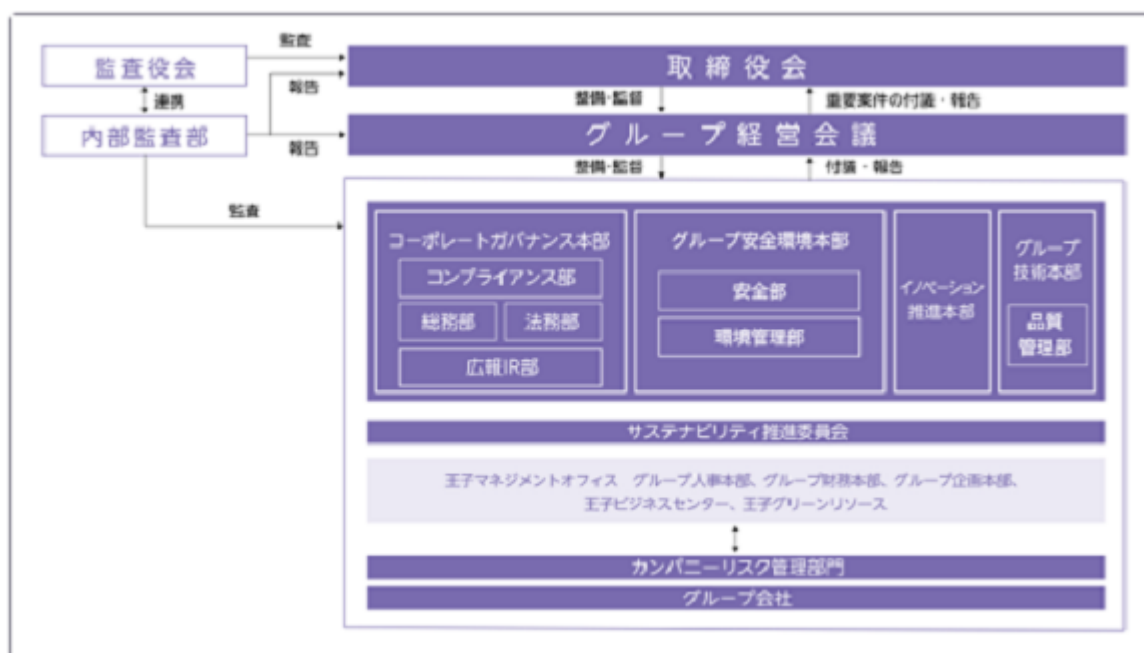 監査役会
監査
取締役会
連携
報告
整備・監督
重要案件の付議・報告
内部監査部
報告
グループ経営会議
整備・監督
付議・報告
監査
コーポレートガバナンス本部
コンプライアンス部
総務部
法務部
広報IR部
グループ安全環境本部
安全部
環境管理部
イノベーション
推進本部
グループ
技術本部
品質
管理部
サステナビリティ推進委員会
王子マネジメントオフィス グループ人事本部、グループ財務本部、グループ企画本部、
王子ビジネスセンター、王子グリーンリソース
カンパニーリスク管理部門
グループ会社